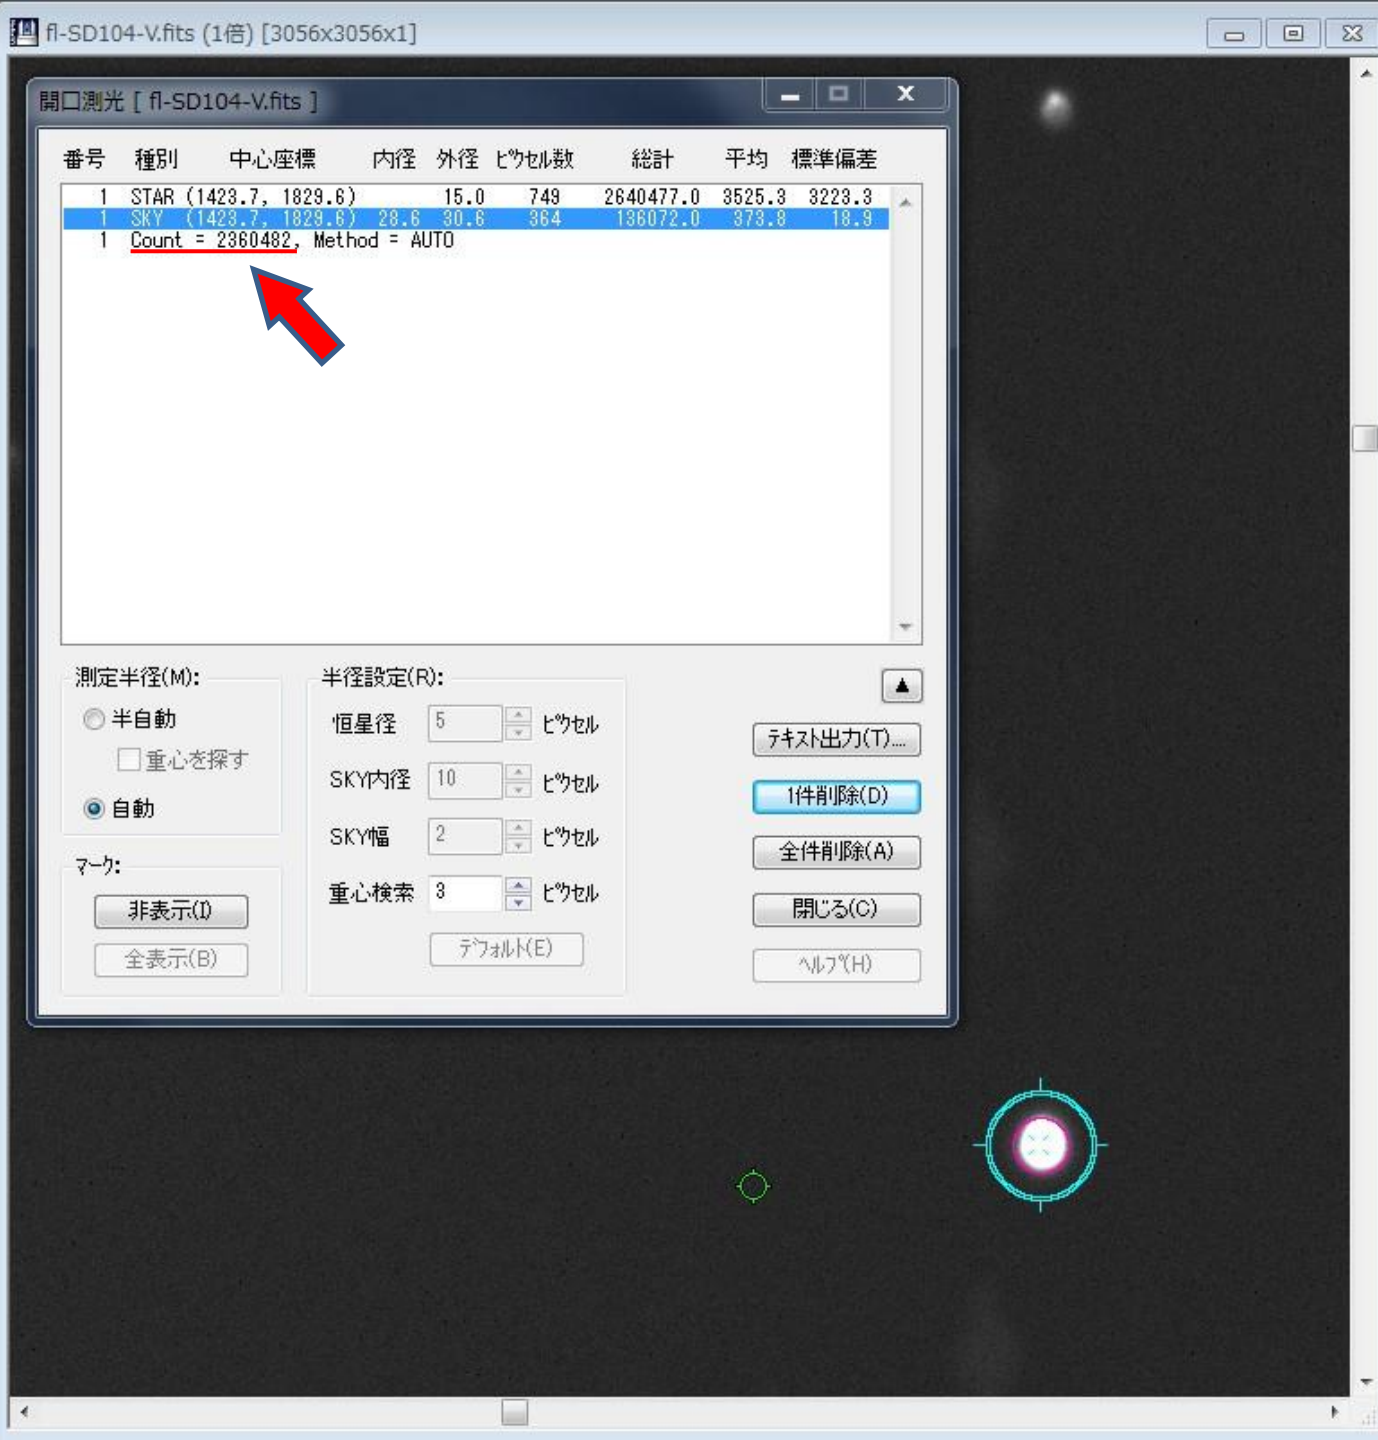 fl-SD104-V.fits (1倍) [3056x3056x1]
開口測光 [ fl-SD104-V.fits ]
番号 種別 中心座標 内径 外径 ピクセル数 総計 平均 標準偏差
1 STAR (1423.7, 1829.6) 15.0 749 2640477.0 3525.3 3223.3
1 SKY (1423.7, 1829.6) 28.6 30.6 364 136072.0 373.8 18.9
1 Count = 2360482, Method = AUTO
測定半径(M):
半自動
重心を探す
自動
マーク:
非表示(I)
全表示(B)
半径設定(R):
恒星径 5 ピクセル
SKY内径 10 ピクセル
SKY幅 2 ピクセル
重心検索 3 ピクセル
デフォルト(E)
▲
テキスト出力(T)....
1件削除(D)
全件削除(A)
閉じる(C)
ヘルプ(H)